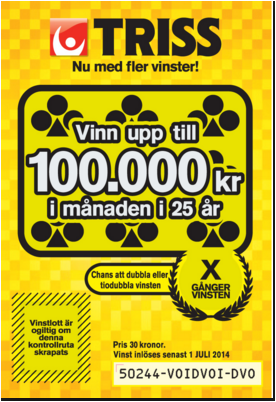 TRISS
Nu med fler vinster!
Vinn upp till
100.000 kr
i månaden i 25 år
Chans att dubbla eller
tiodubbla vinsten
X
GÅNGER
VINSTEN
Vinstlott är
ogiltig om
denna
kontrollruta
skrapats
Pris 30 kronor.
Vinst inlöses senast 1 JULI 2014
50244-VOIDVOI-DVO